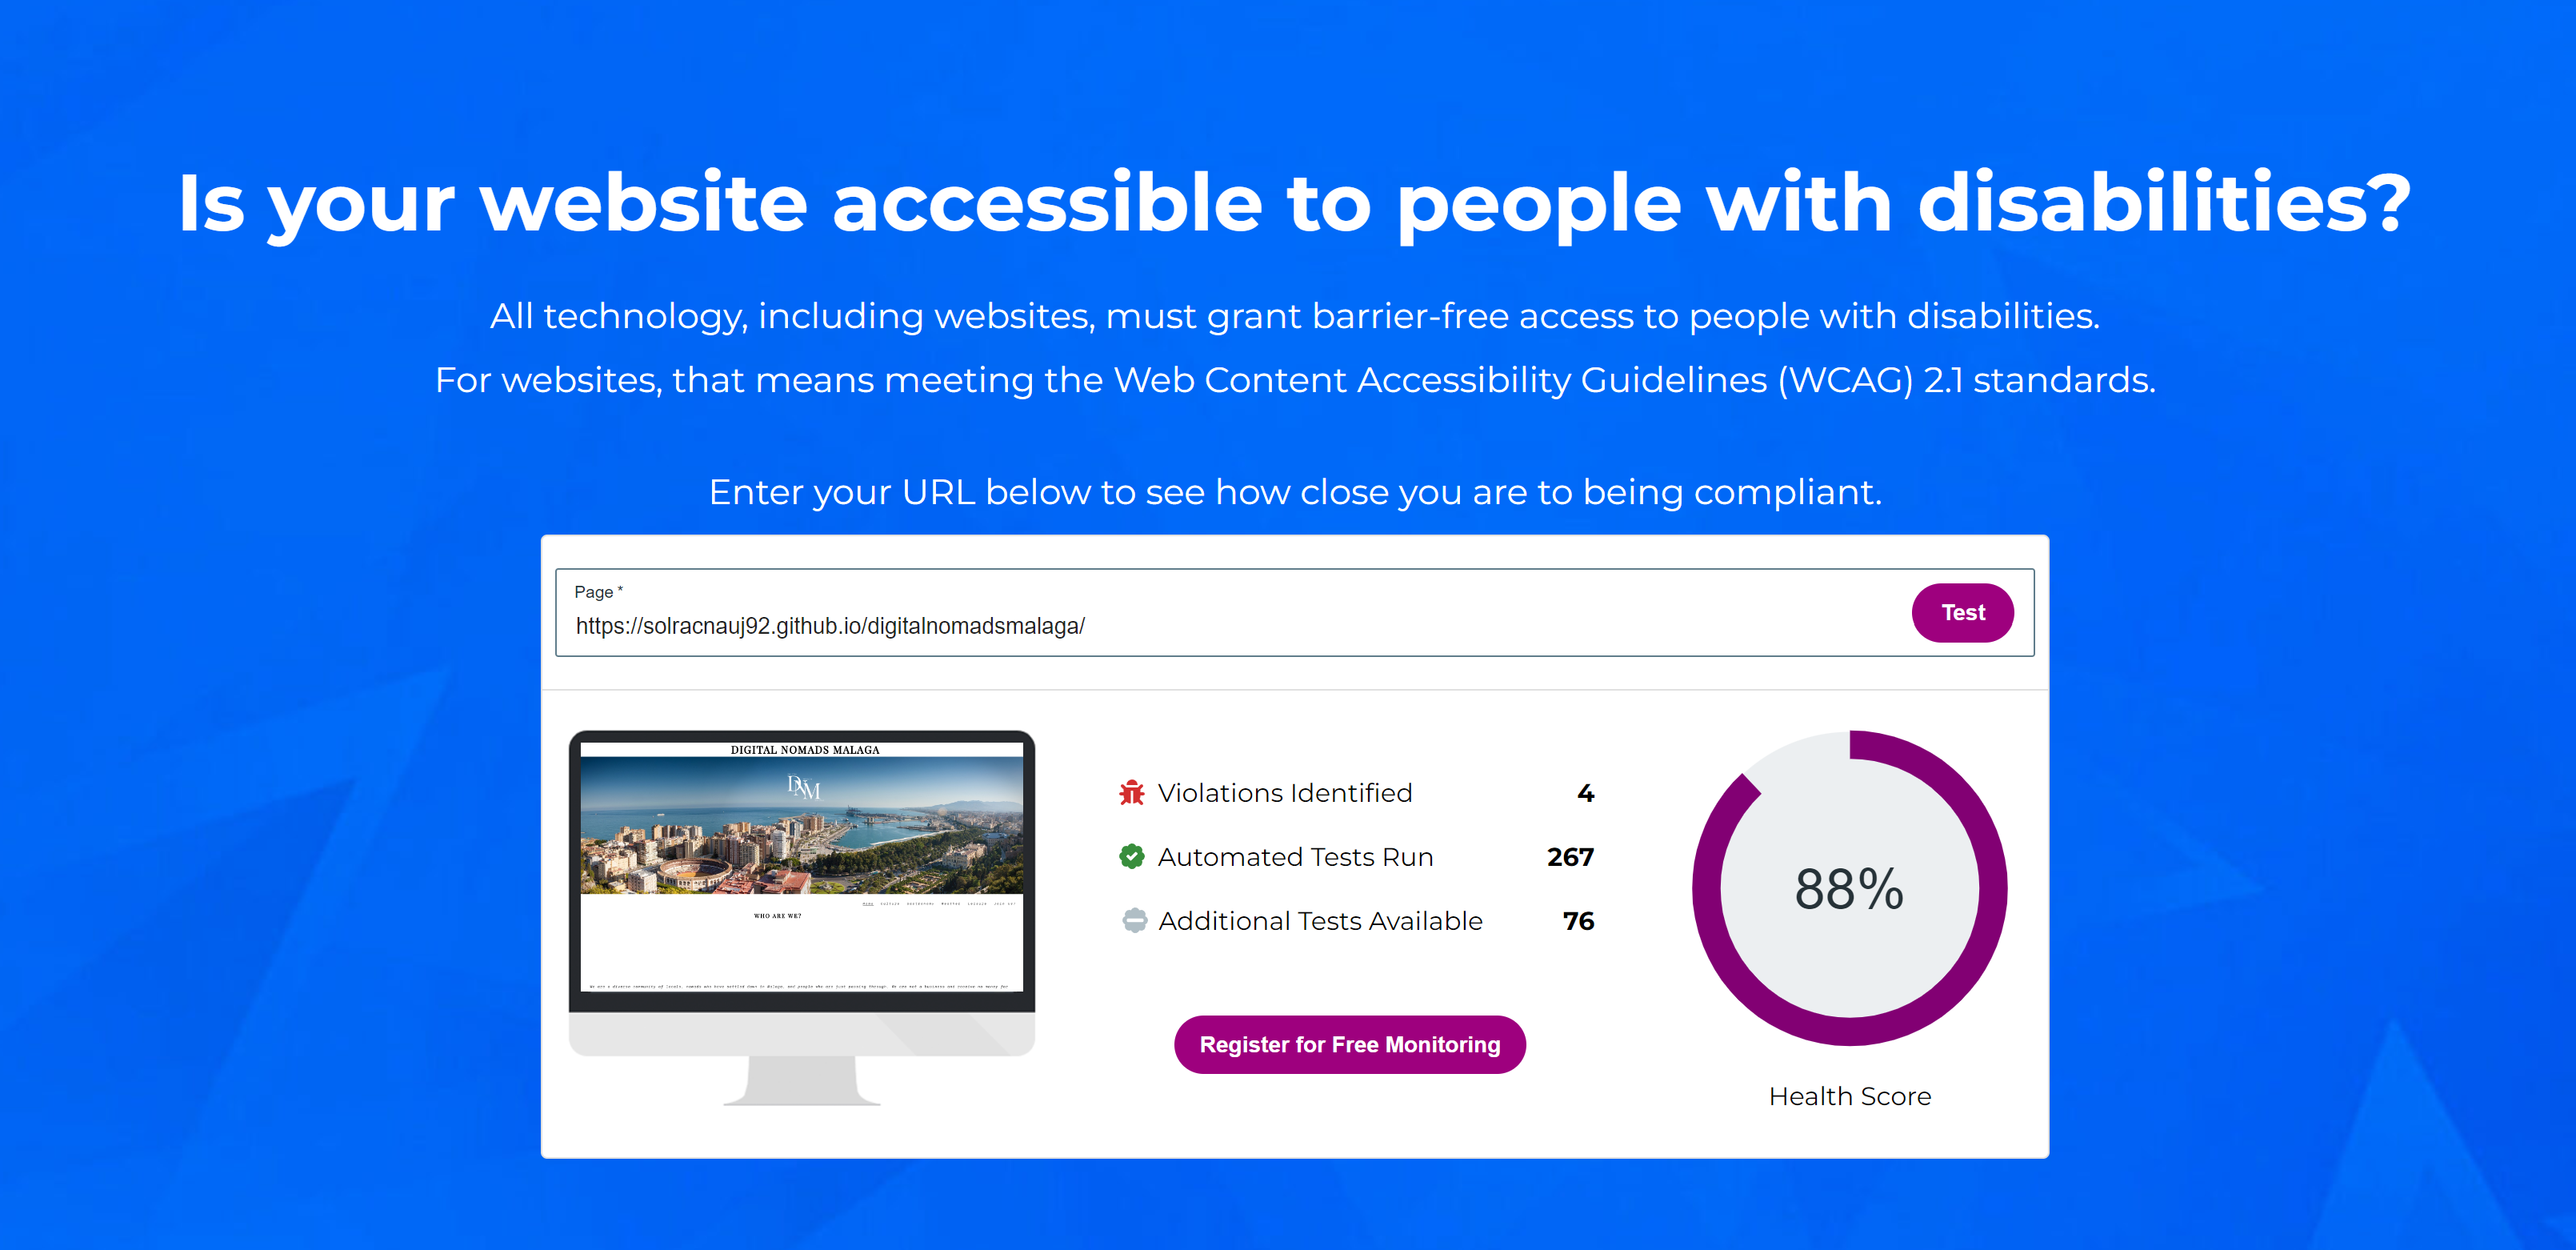 Is your website accessible to people with disabilities?
All technology, including websites, must grant barrier-free access to people with disabilities.
For websites, that means meeting the Web Content Accessibility Guidelines (WCAG) 2.1 standards.
Enter your URL below to see how close you are to being compliant.
Page *
https://solracnauj92.github.io/digitalnomadsmalaga/
Test
DIGITAL NOMADS MALAGA
DNM
WHO ARE WE?
Violations Identified 4
Automated Tests Run 267
Additional Tests Available 76
Register for Free Monitoring
88%
Health Score